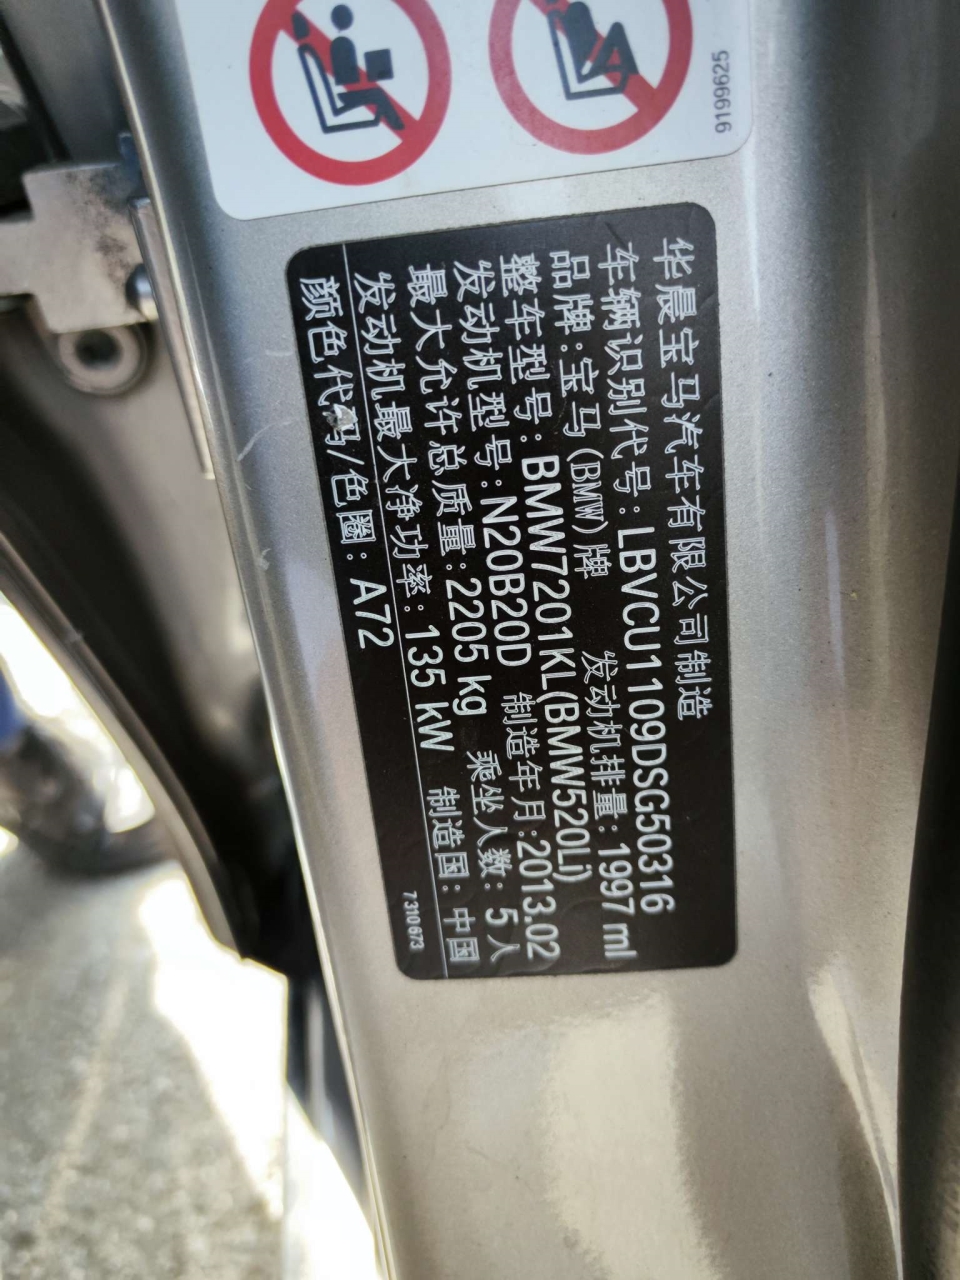 9199625
华晨宝马汽车有限公司制造
车辆识别代号:LBVCU1109DSG50316
品牌:宝马(BMW)牌 发动机排量:1997 ml
整车型号:BMW7201KL(BMW520LI)
发动机型号:N20B20D 制造年月:2013.02
最大允许总质量:2205 kg 乘坐人数:5人
发动机最大净功率:135 kW 制造国:中国
颜色代码/色圈:A72
7310673